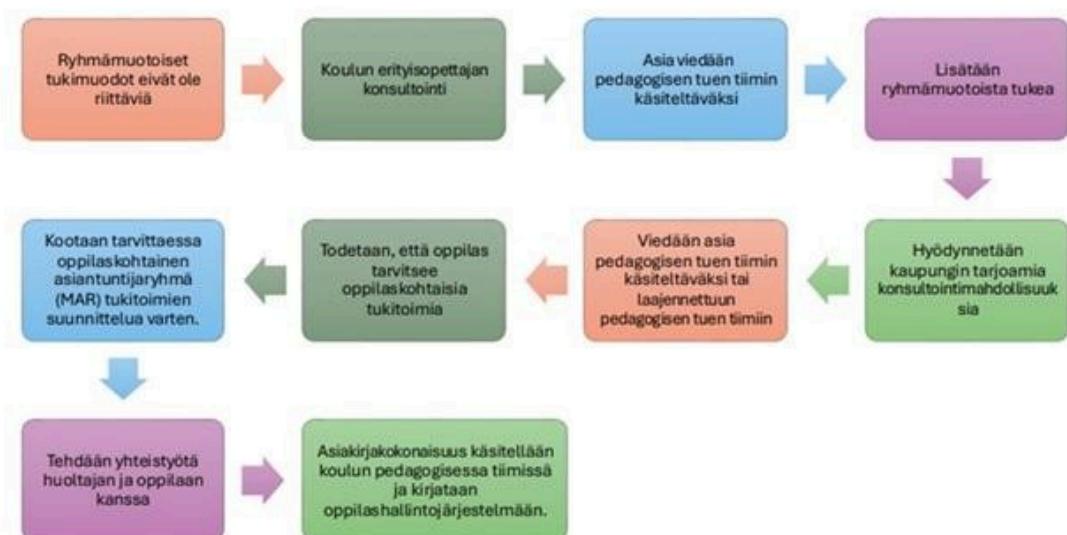 Ryhmämuotoiset
tukimuodot eivät ole
riittäviä
Koulun erityisopettajan
konsultointi
Asia viedään
pedagogisen tuen tiimin
käsiteltäväksi
Lisätään
ryhmämuotoista tukea
Hyödynnetään
kaupungin tarjoamia
konsultointimahdollisuuk
sia
Viedään asia
pedagogisen tuen tiimin
käsiteltäväksi tai
laajennettuun
pedagogisen tuen tiimiin
Todetaan, että oppilas
tarvitsee
oppilaskohtaisia
tukitoimia
Kootaan tarvittaessa
oppilaskohtainen
asiantuntijaryhmä
(MAR) tukitoimien
suunnittelua varten.
Tehdään yhteistyötä
huoltajan ja oppilaan
kanssa
Asiakirjakokonaisuus käsitellään
koulun pedagogisessa tiimissä
ja kirjataan
oppilashallintojärjestelmään.